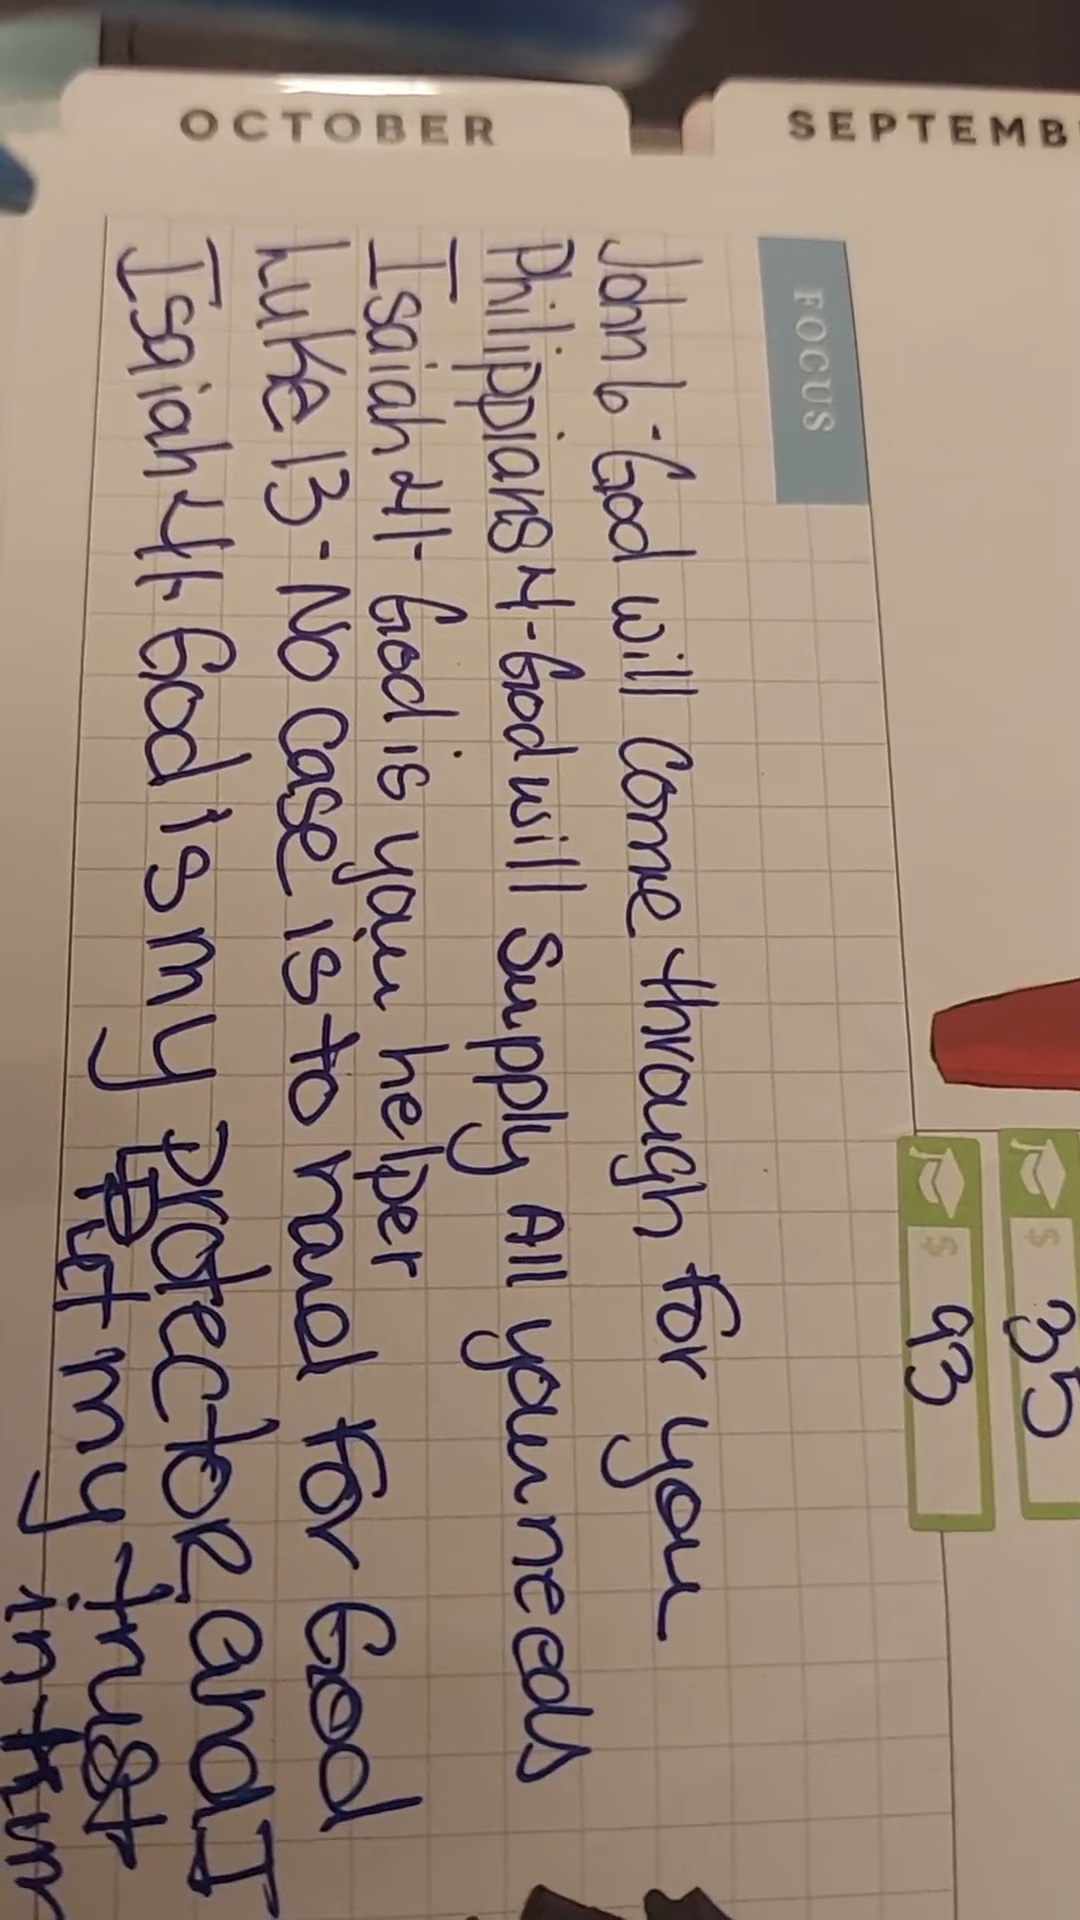 OCTOBER
SEPTEMB
FOCUS
John 6 - God will come through for you
Philippians 4 - God will supply All your needs
Isaiah 41- God is your helper
Luke 13 - No case is to hard for God
Isaiah 41- God is my protector and I
put my trust
in him
$ 35
$ 93